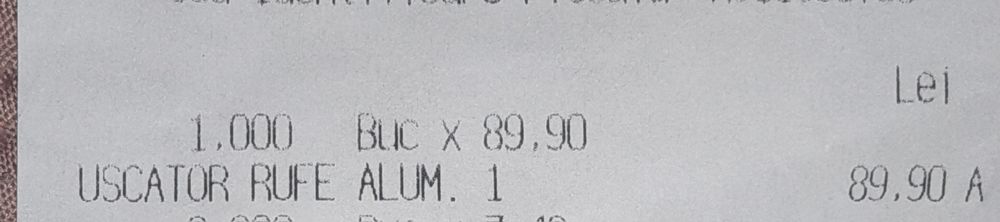 Lei
1,000 Buc x 89,90
USCATOR RUFE ALUM. 1 89,90 A